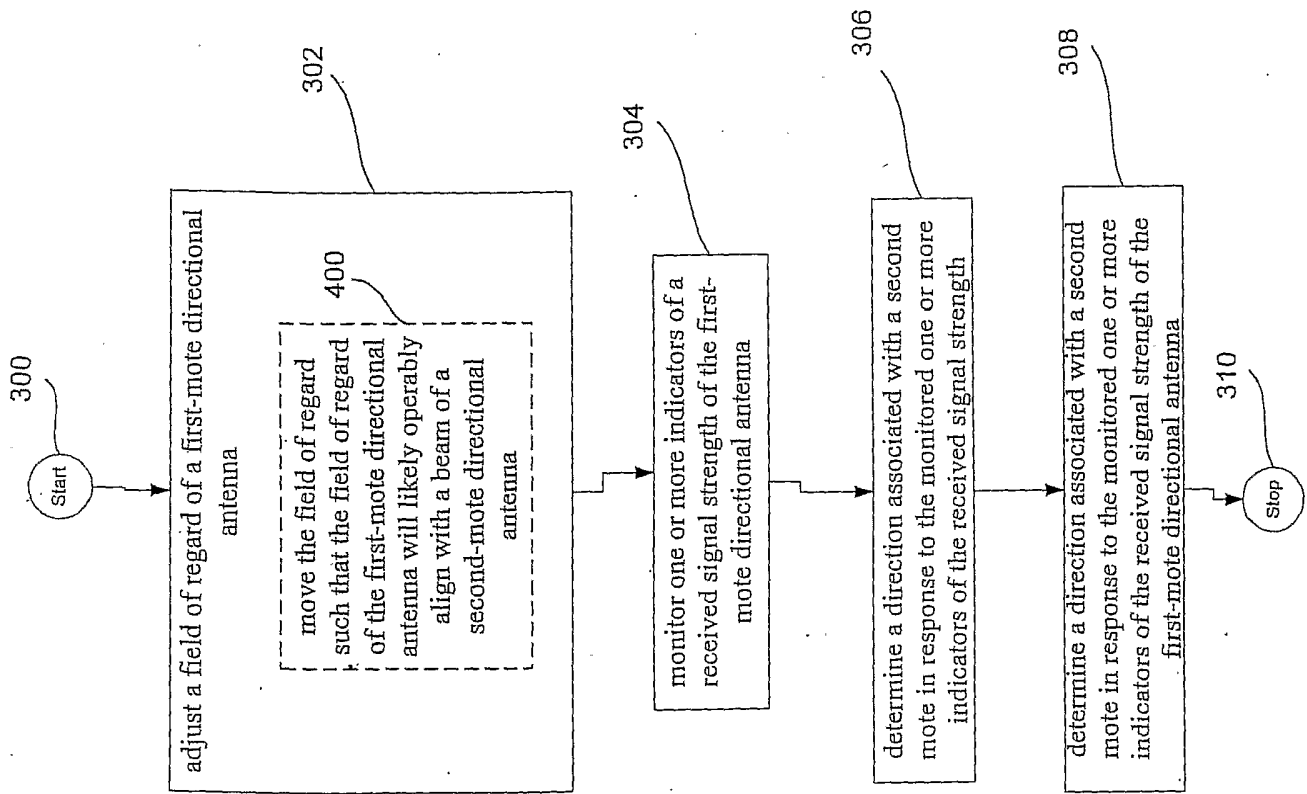 300
Start
302
adjust a field of regard of a first-mote directional
antenna
400
move the field of regard
such that the field of regard
of the first-mote directional
antenna will likely operably
align with a beam of a
second-mote directional
antenna
304
monitor one or more indicators of a
received signal strength of the first-
mote directional antenna
306
determine a direction associated with a second
mote in response to the monitored one or more
indicators of the received signal strength
308
determine a direction associated with a second
mote in response to the monitored one or more
indicators of the received signal strength of the
first-mote directional antenna
310
Stop